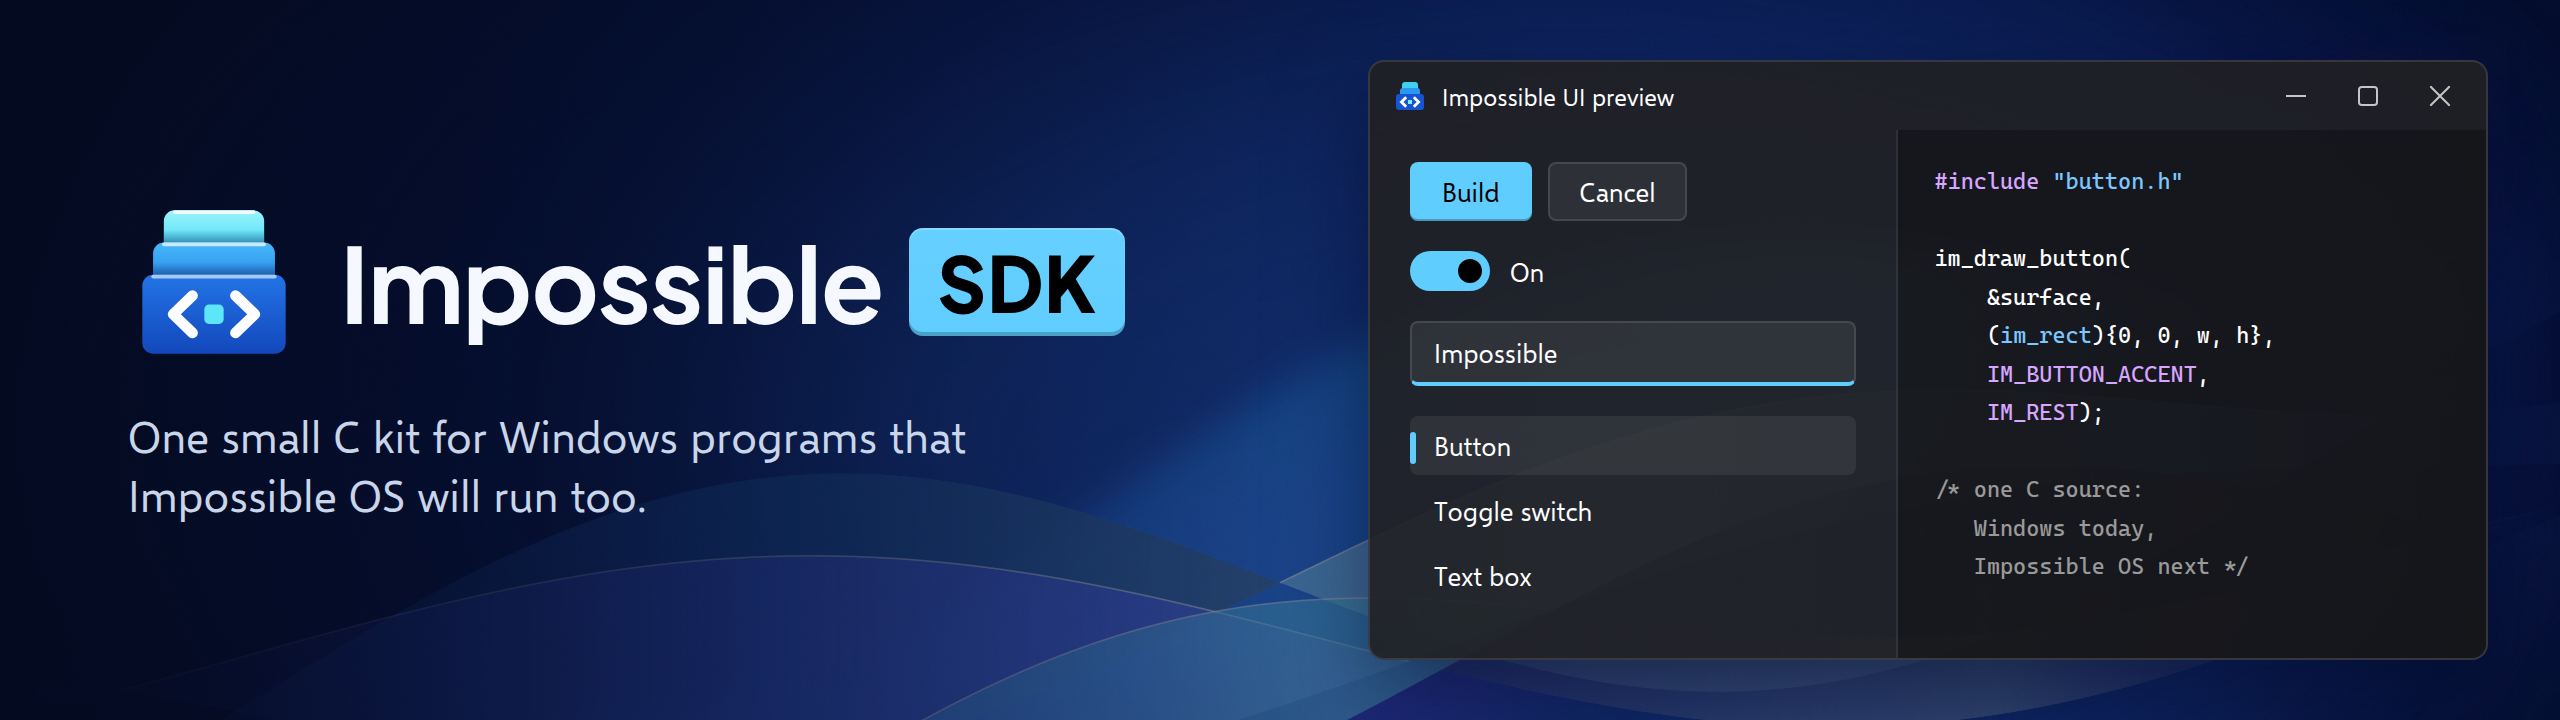 Impossible SDK
One small C kit for Windows programs that
Impossible OS will run too.
Impossible UI preview
Build
Cancel
On
Impossible
Button
Toggle switch
Text box
#include "button.h"
im_draw_button(
&surface,
(im_rect){0, 0, w, h},
IM_BUTTON_ACCENT,
IM_REST);
/* one C source:
Windows today,
Impossible OS next */